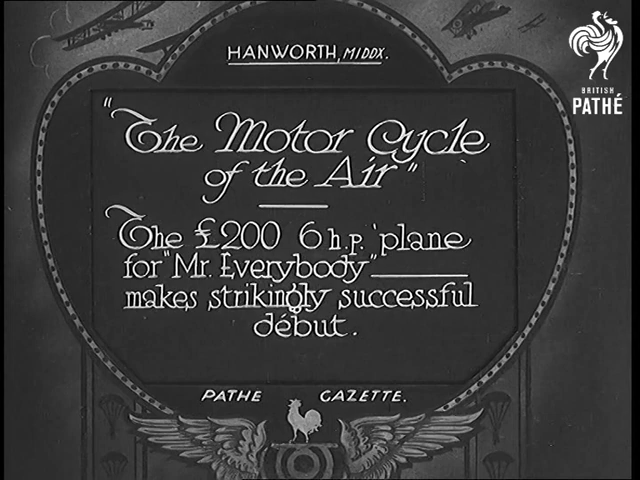 HANWORTH, MIDDX.
BRITISH
PATHÉ
"The Motor Cycle
of the Air"
The £200 6 h.p. 'plane
for "Mr. Everybody"
makes strikingly successful
début.
PATHE GAZETTE.